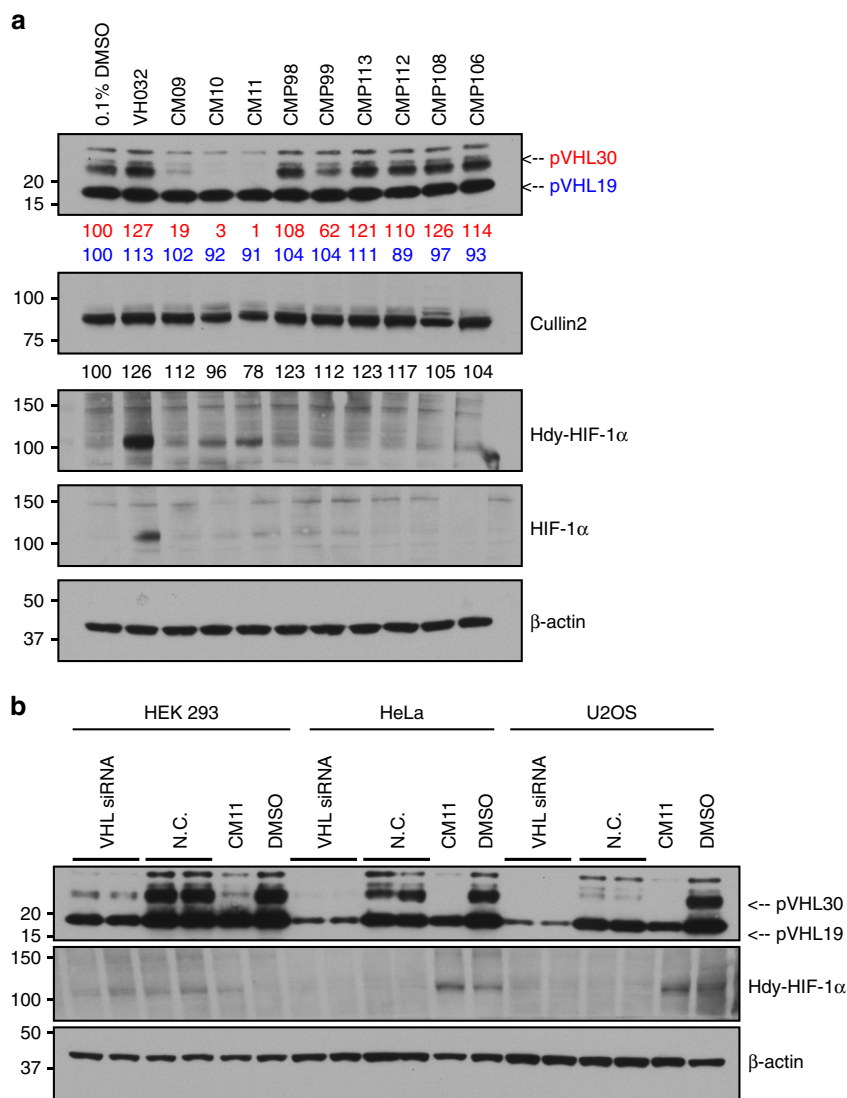 a
0.1% DMSO
VH032
CM09
CM10
CM11
CMP98
CMP99
CMP113
CMP112
CMP108
CMP106
<-- pVHL30
20
<-- pVHL19
15
100 127 19 3 1 108 62 121 110 126 114
100 113 102 92 91 104 104 111 89 97 93
100
Cullin2
75
100 126 112 96 78 123 112 123 117 105 104
150
Hdy-HIF-1α
100
150
HIF-1α
100
50
β-actin
37
b
HEK 293 HeLa U2OS
VHL siRNA
N.C.
CM11
DMSO
VHL siRNA
N.C.
CM11
DMSO
VHL siRNA
N.C.
CM11
DMSO
<-- pVHL30
20
<-- pVHL19
15
150
Hdy-HIF-1α
100
50
β-actin
37